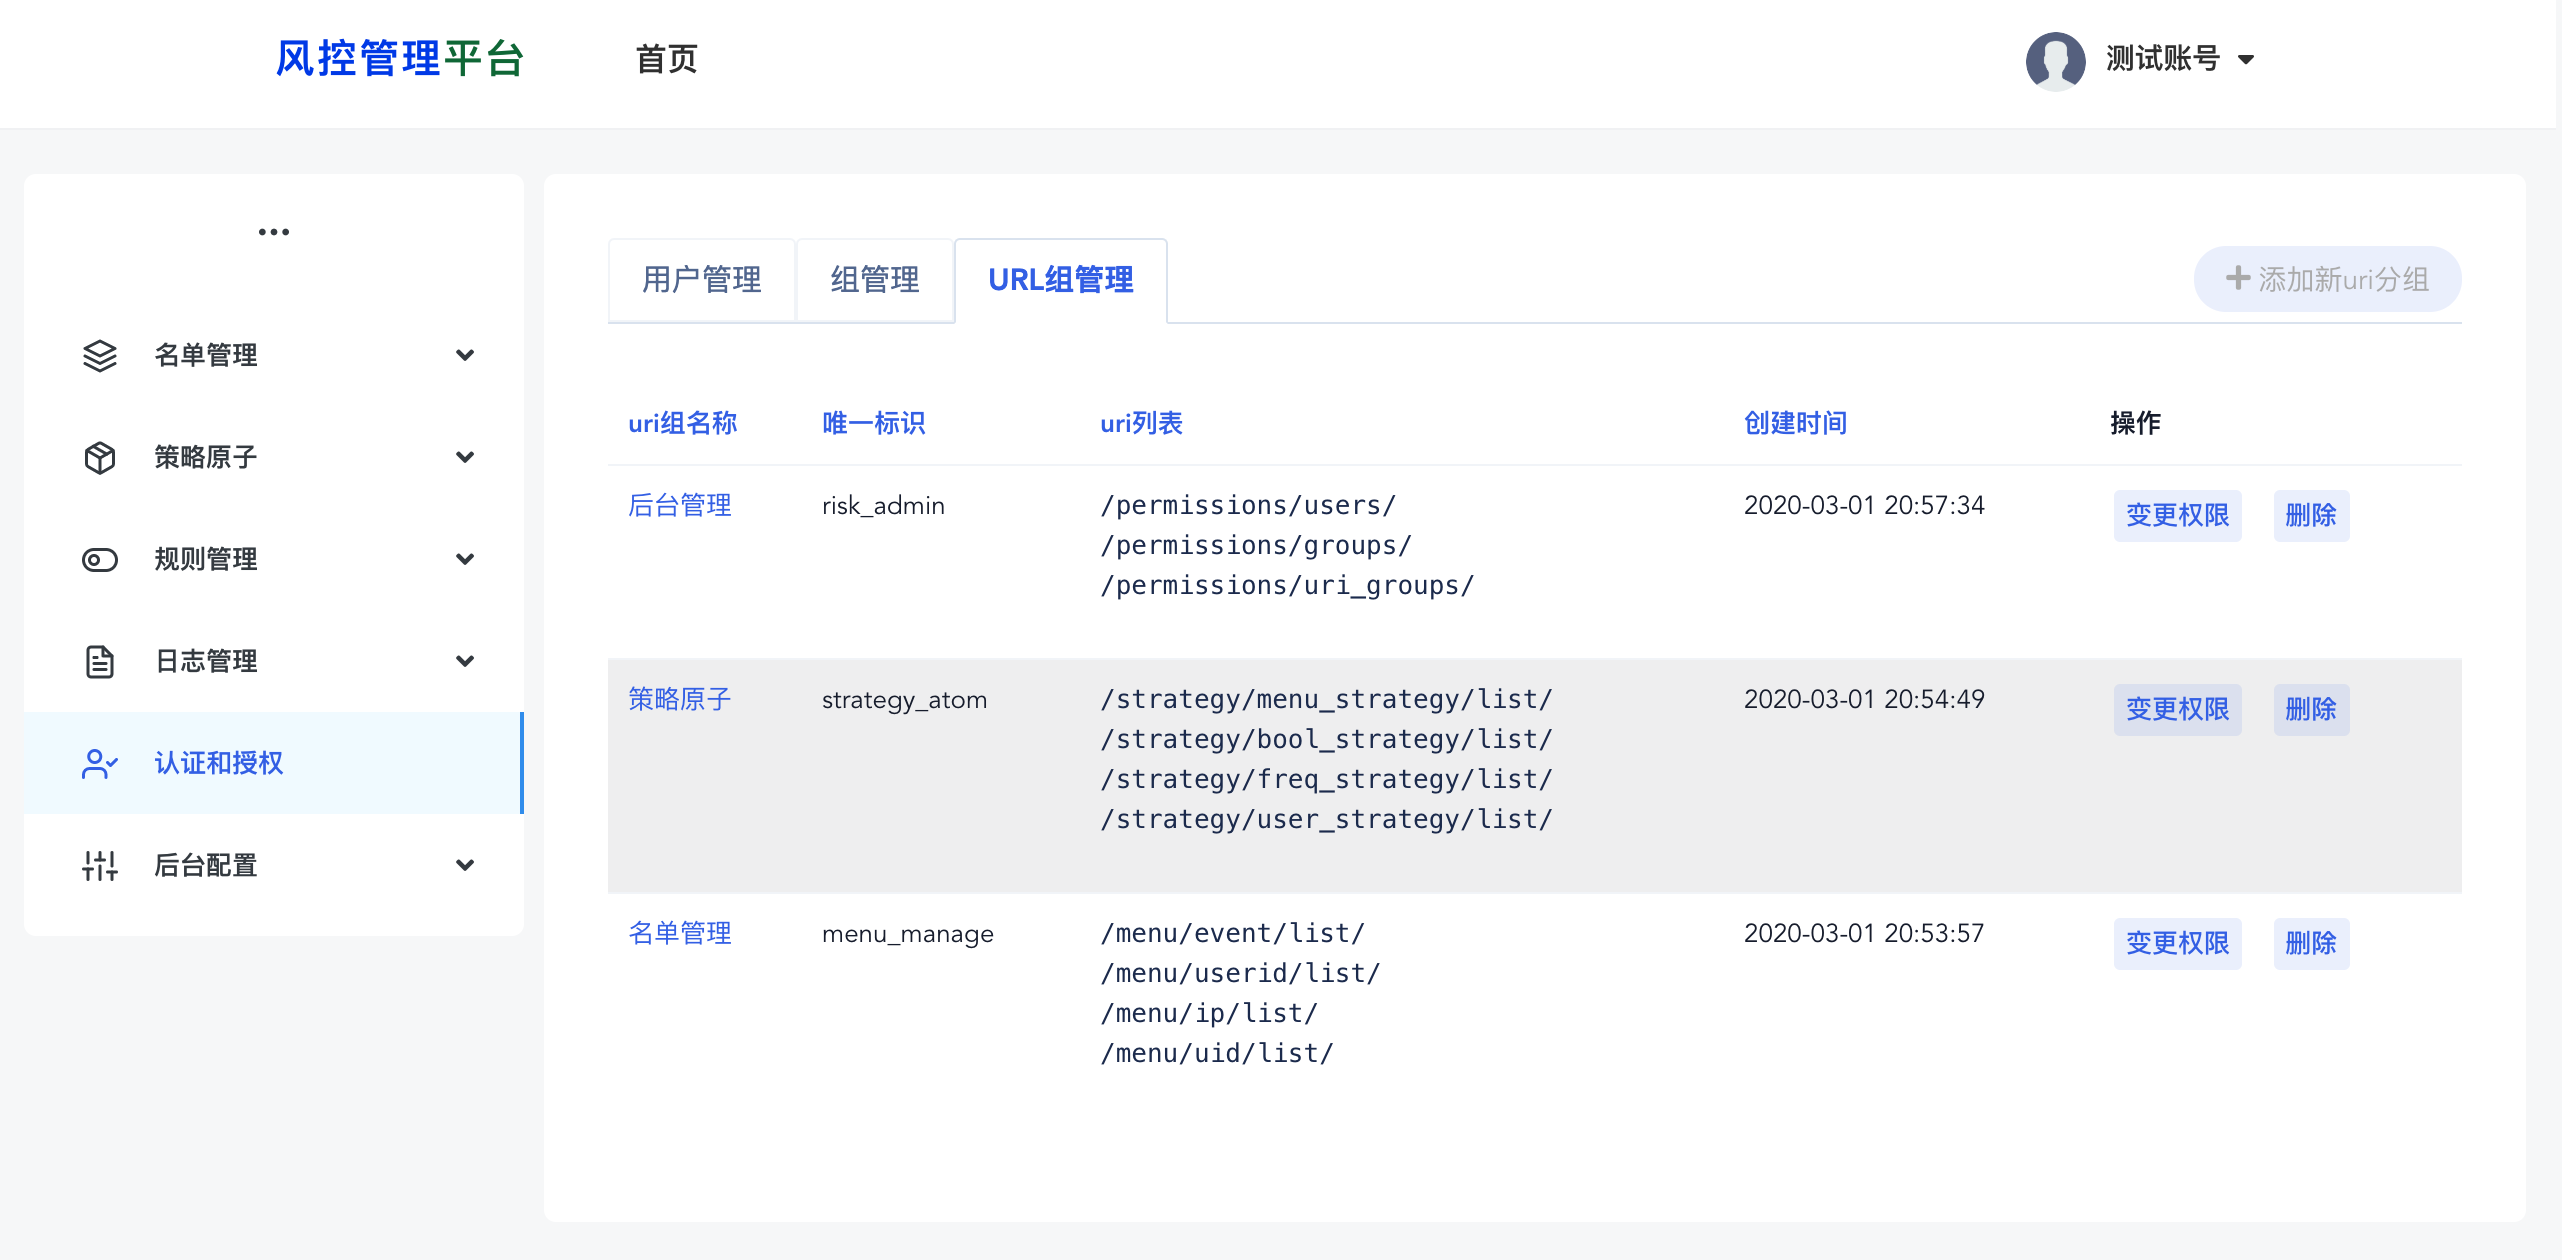 风控管理平台 首页 测试账号
名单管理
策略原子
规则管理
日志管理
认证和授权
后台配置
用户管理 组管理 URL组管理 添加新uri分组
uri组名称 唯一标识 uri列表 创建时间 操作
后台管理 risk_admin /permissions/users/ 2020-03-01 20:57:34 变更权限 删除
/permissions/groups/
/permissions/uri_groups/
策略原子 strategy_atom /strategy/menu_strategy/list/ 2020-03-01 20:54:49 变更权限 删除
/strategy/bool_strategy/list/
/strategy/freq_strategy/list/
/strategy/user_strategy/list/
名单管理 menu_manage /menu/event/list/ 2020-03-01 20:53:57 变更权限 删除
/menu/userid/list/
/menu/ip/list/
/menu/uid/list/